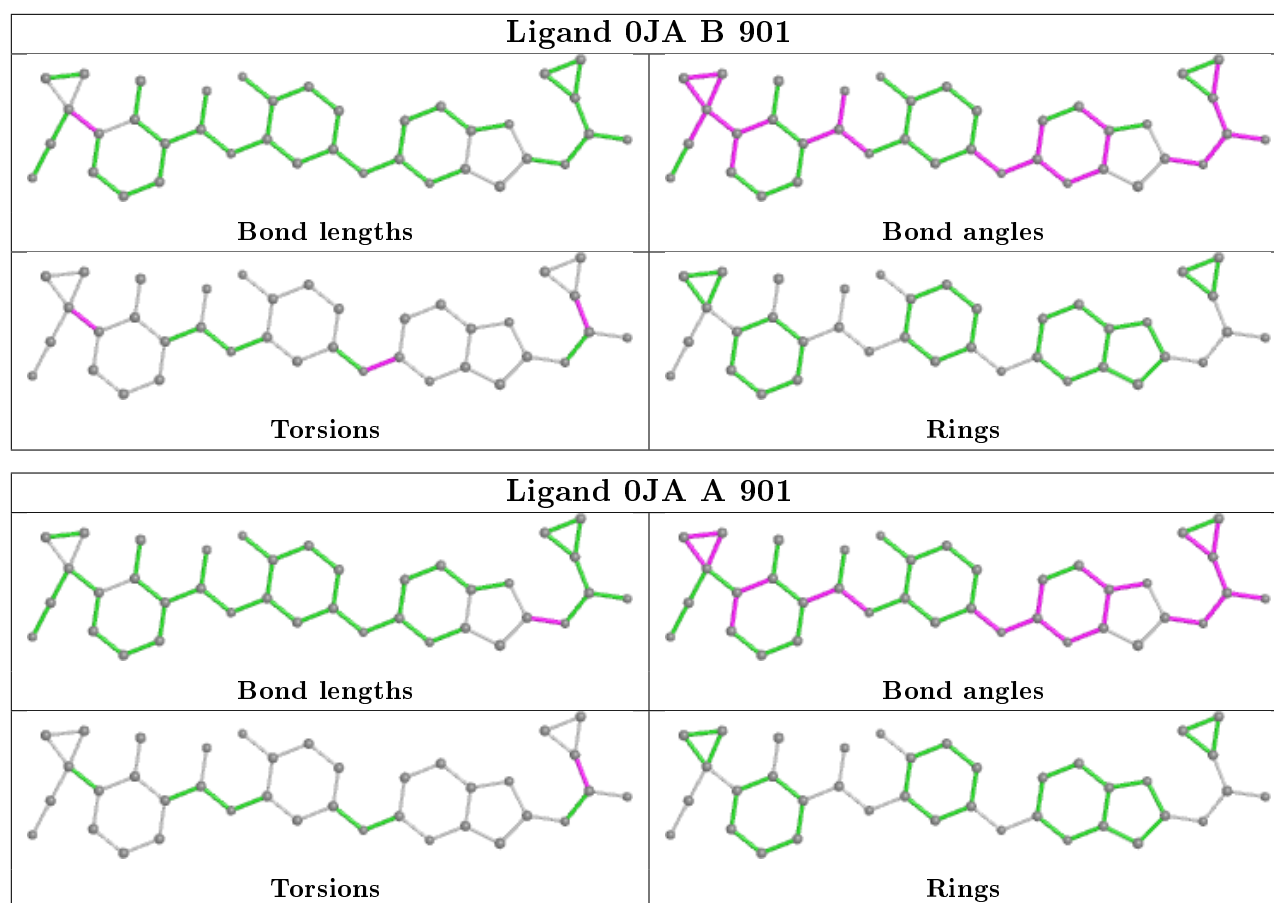 Ligand 0JA B 901
Bond lengths
Bond angles
Torsions
Rings
Ligand 0JA A 901
Bond lengths
Bond angles
Torsions
Rings